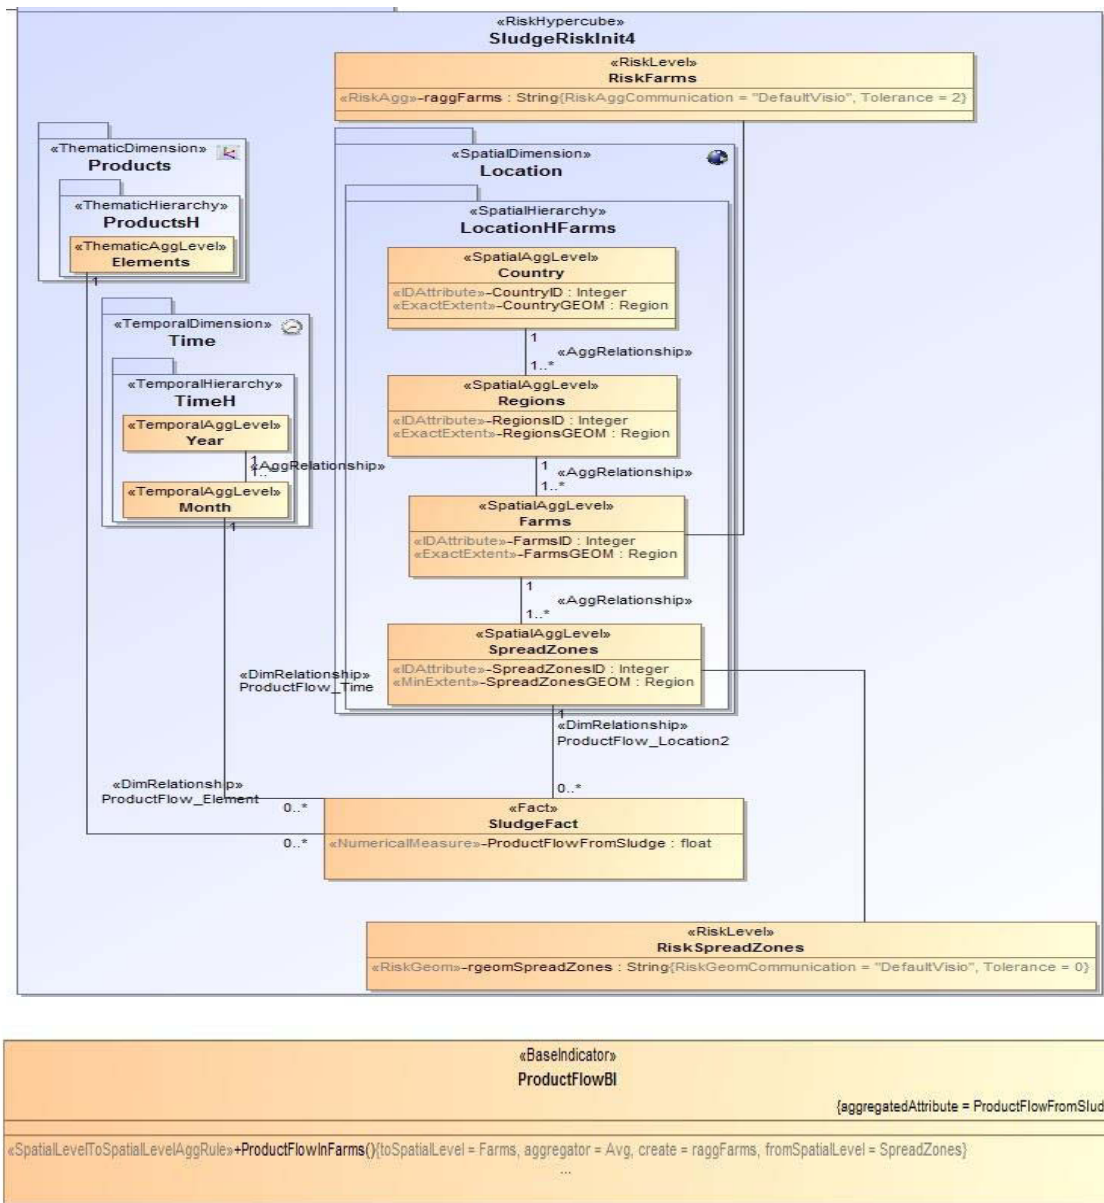 «RiskHypercube»
SludgeRiskInit4
«RiskLevel»
RiskFarms
«RiskAgg»-raggFarms : String{RiskAggCommunication = "DefaultVisio", Tolerance = 2}
«ThematicDimension»
Products
«ThematicHierarchy»
ProductsH
«ThematicAggLevel»
Elements
1
«SpatialDimension»
Location
«SpatialHierarchy»
LocationHFarms
«SpatialAggLevel»
Country
«IDAttribute»-CountryID : Integer
«ExactExtent»-CountryGEOM : Region
1
«AggRelationship»
1..*
«SpatialAggLevel»
Regions
«IDAttribute»-RegionsID : Integer
«ExactExtent»-RegionsGEOM : Region
1
«AggRelationship»
1..*
«SpatialAggLevel»
Farms
«IDAttribute»-FarmsID : Integer
«ExactExtent»-FarmsGEOM : Region
1
«AggRelationship»
1..*
«SpatialAggLevel»
SpreadZones
«IDAttribute»-SpreadZonesID : Integer
«MinExtent»-SpreadZonesGEOM : Region
«TemporalDimension»
Time
«TemporalHierarchy»
TimeH
«TemporalAggLevel»
Year
1
«AggRelationship»
1..*
«TemporalAggLevel»
Month
1
«DimRelationship»
ProductFlow_Time
1
«DimRelationship»
ProductFlow_Location2
0..*
«DimRelationship»
ProductFlow_Element
0..*
0..*
«Fact»
SludgeFact
«NumericalMeasure»-ProductFlowFromSludge : float
«RiskLevel»
RiskSpreadZones
«RiskGeom»-rgeomSpreadZones : String{RiskGeomCommunication = "DefaultVisio", Tolerance = 0}
«BaseIndicator»
ProductFlowBI
{aggregatedAttribute = ProductFlowFromSlud
«SpatialLevelToSpatialLevelAggRule»+ProductFlowInFarms(){toSpatialLevel = Farms, aggregator = Avg, create = raggFarms, fromSpatialLevel = SpreadZones}
...